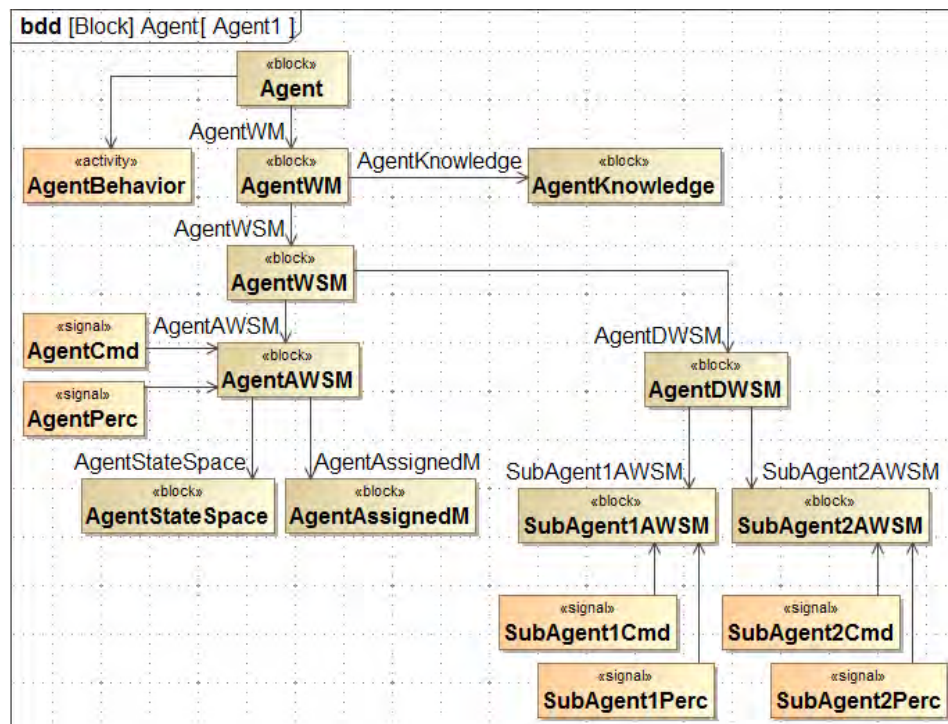 bdd [Block] Agent[ Agent1 ]
«block»
Agent
AgentWM
«activity»
AgentBehavior
«block»
AgentWM
AgentKnowledge
«block»
AgentKnowledge
AgentWSM
«block»
AgentWSM
«signal»
AgentCmd
AgentAWSM
«block»
AgentAWSM
«signal»
AgentPerc
AgentDWSM
«block»
AgentDWSM
AgentStateSpace
AgentAssignedM
«block»
AgentStateSpace
«block»
AgentAssignedM
SubAgent1AWSM
SubAgent2AWSM
«block»
SubAgent1AWSM
«block»
SubAgent2AWSM
«signal»
SubAgent1Cmd
«signal»
SubAgent2Cmd
«signal»
SubAgent1Perc
«signal»
SubAgent2Perc